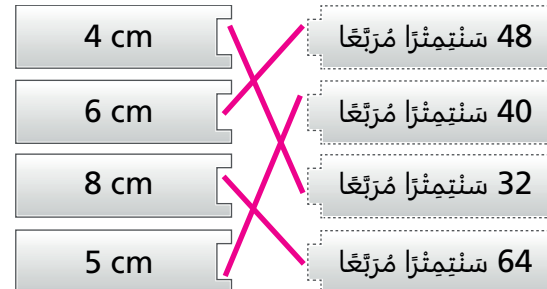 4 cm
48 سَنْتِمِتْرًا مُرَبَّعًا
6 cm
40 سَنْتِمِتْرًا مُرَبَّعًا
8 cm
32 سَنْتِمِتْرًا مُرَبَّعًا
5 cm
64 سَنْتِمِتْرًا مُرَبَّعًا